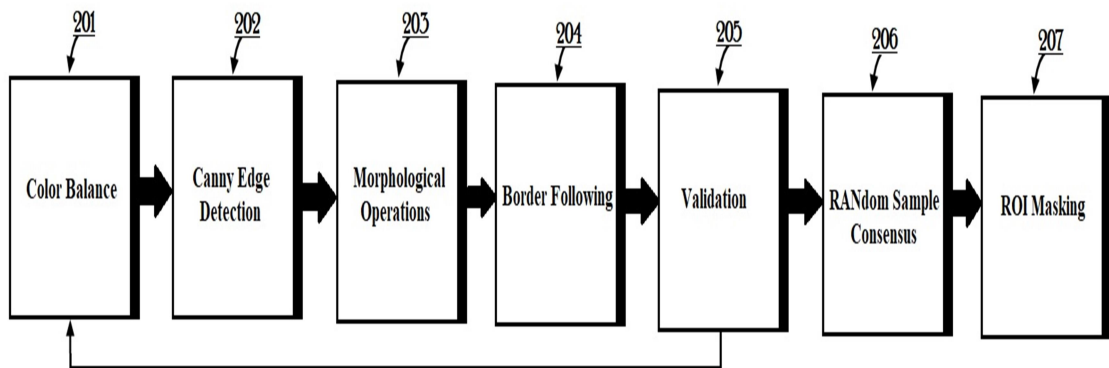 201
202
203
204
205
206
207
Color Balance
Canny Edge
Detection
Morphological
Operations
Border Following
Validation
RANdom Sample
Consensus
ROI Masking